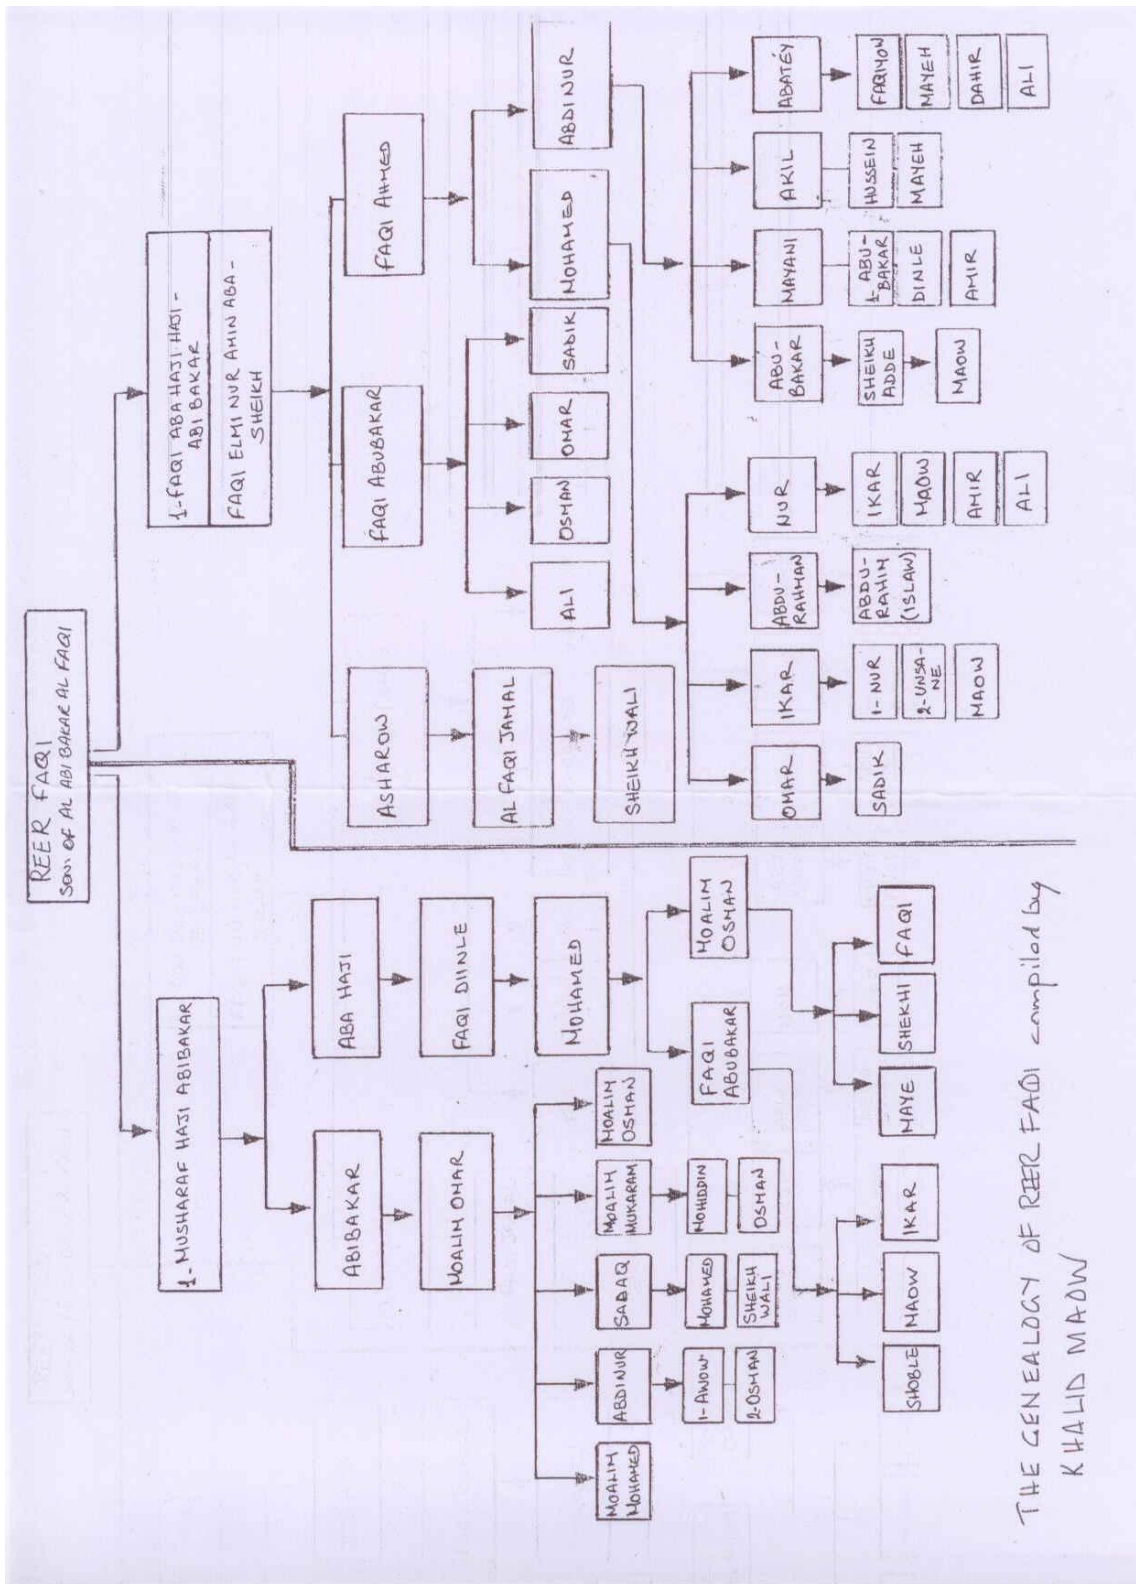 REER FAQI
SON OF AL ABI BAKAR AL FAQI
1-MUSHARAF HAJI ABIBAKAR
1-FAQI ABA HAJI HAJI-
ABI BAKAR
FAQI ELMI NUR AMIN ABA-
SHEIKH
ABIBAKAR
ABA HAJI
ASHAROW
FAQI ABUBAKAR
FAQI AHMED
MOALIM OMAR
FAQI DIINLE
AL FAQI JAMAL
MOHAMED
ALI
OSMAN
OMAR
SADIK
MOHAMED
ABDINUR
MOALIM
MOHAMED
ABDINUR
SADAQ
MOALIM
MUKARAM
MOALIM
OSMAN
SHEIKH WALI
1-AWOW
2-OSMAN
MOHAMED
SHEIKH
WALI
MOHIDDIN
OSMAN
FAQI
ABUBAKAR
MOALIM
OSMAN
OMAR
IKAR
ABDU-
RAHMAN
NUR
ABU-
BAKAR
MAYANI
AKIL
ABATEY
SADIK
1-NUR
2-UNSA-
NE
MAOW
ABDU-
RAHIM
(ISLAW)
IKAR
MAOW
AMIR
ALI
SHEIKH
ADDE
MAOW
1-ABU-
BAKAR
DINLE
AMIR
HUSSEIN
MAYEH
FAQIYON
MAYEH
DAHIR
ALI
SHOBLE
MAOW
IKAR
MAYE
SHEKHI
FAQI
THE GENEALOGY OF REER FAQI compiled by
KHALID MAOW